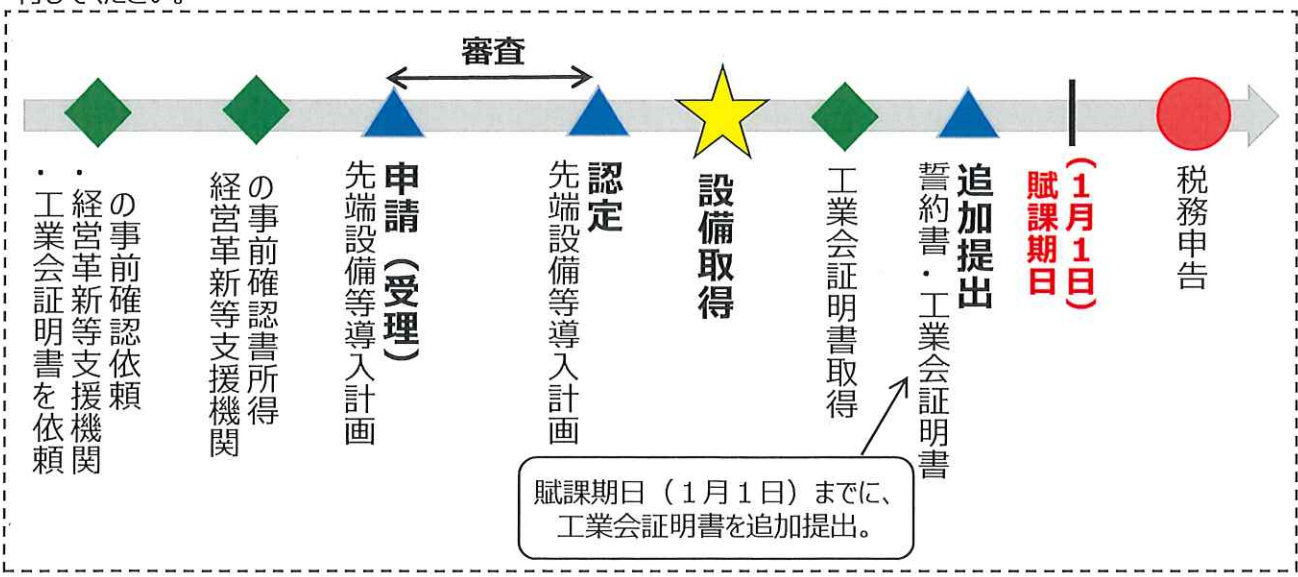 してください。
審査
・経営革新等支援機関
の事前確認依頼
・工業会証明書を依頼
経営革新等支援機関
の事前確認書所得
先端設備等導入計画
申請（受理）
先端設備等導入計画
認定
設備取得
工業会証明書取得
誓約書・工業会証明書
追加提出
賦課期日
（1月1日）
税務申告
賦課期日（1月1日）までに、
工業会証明書を追加提出。